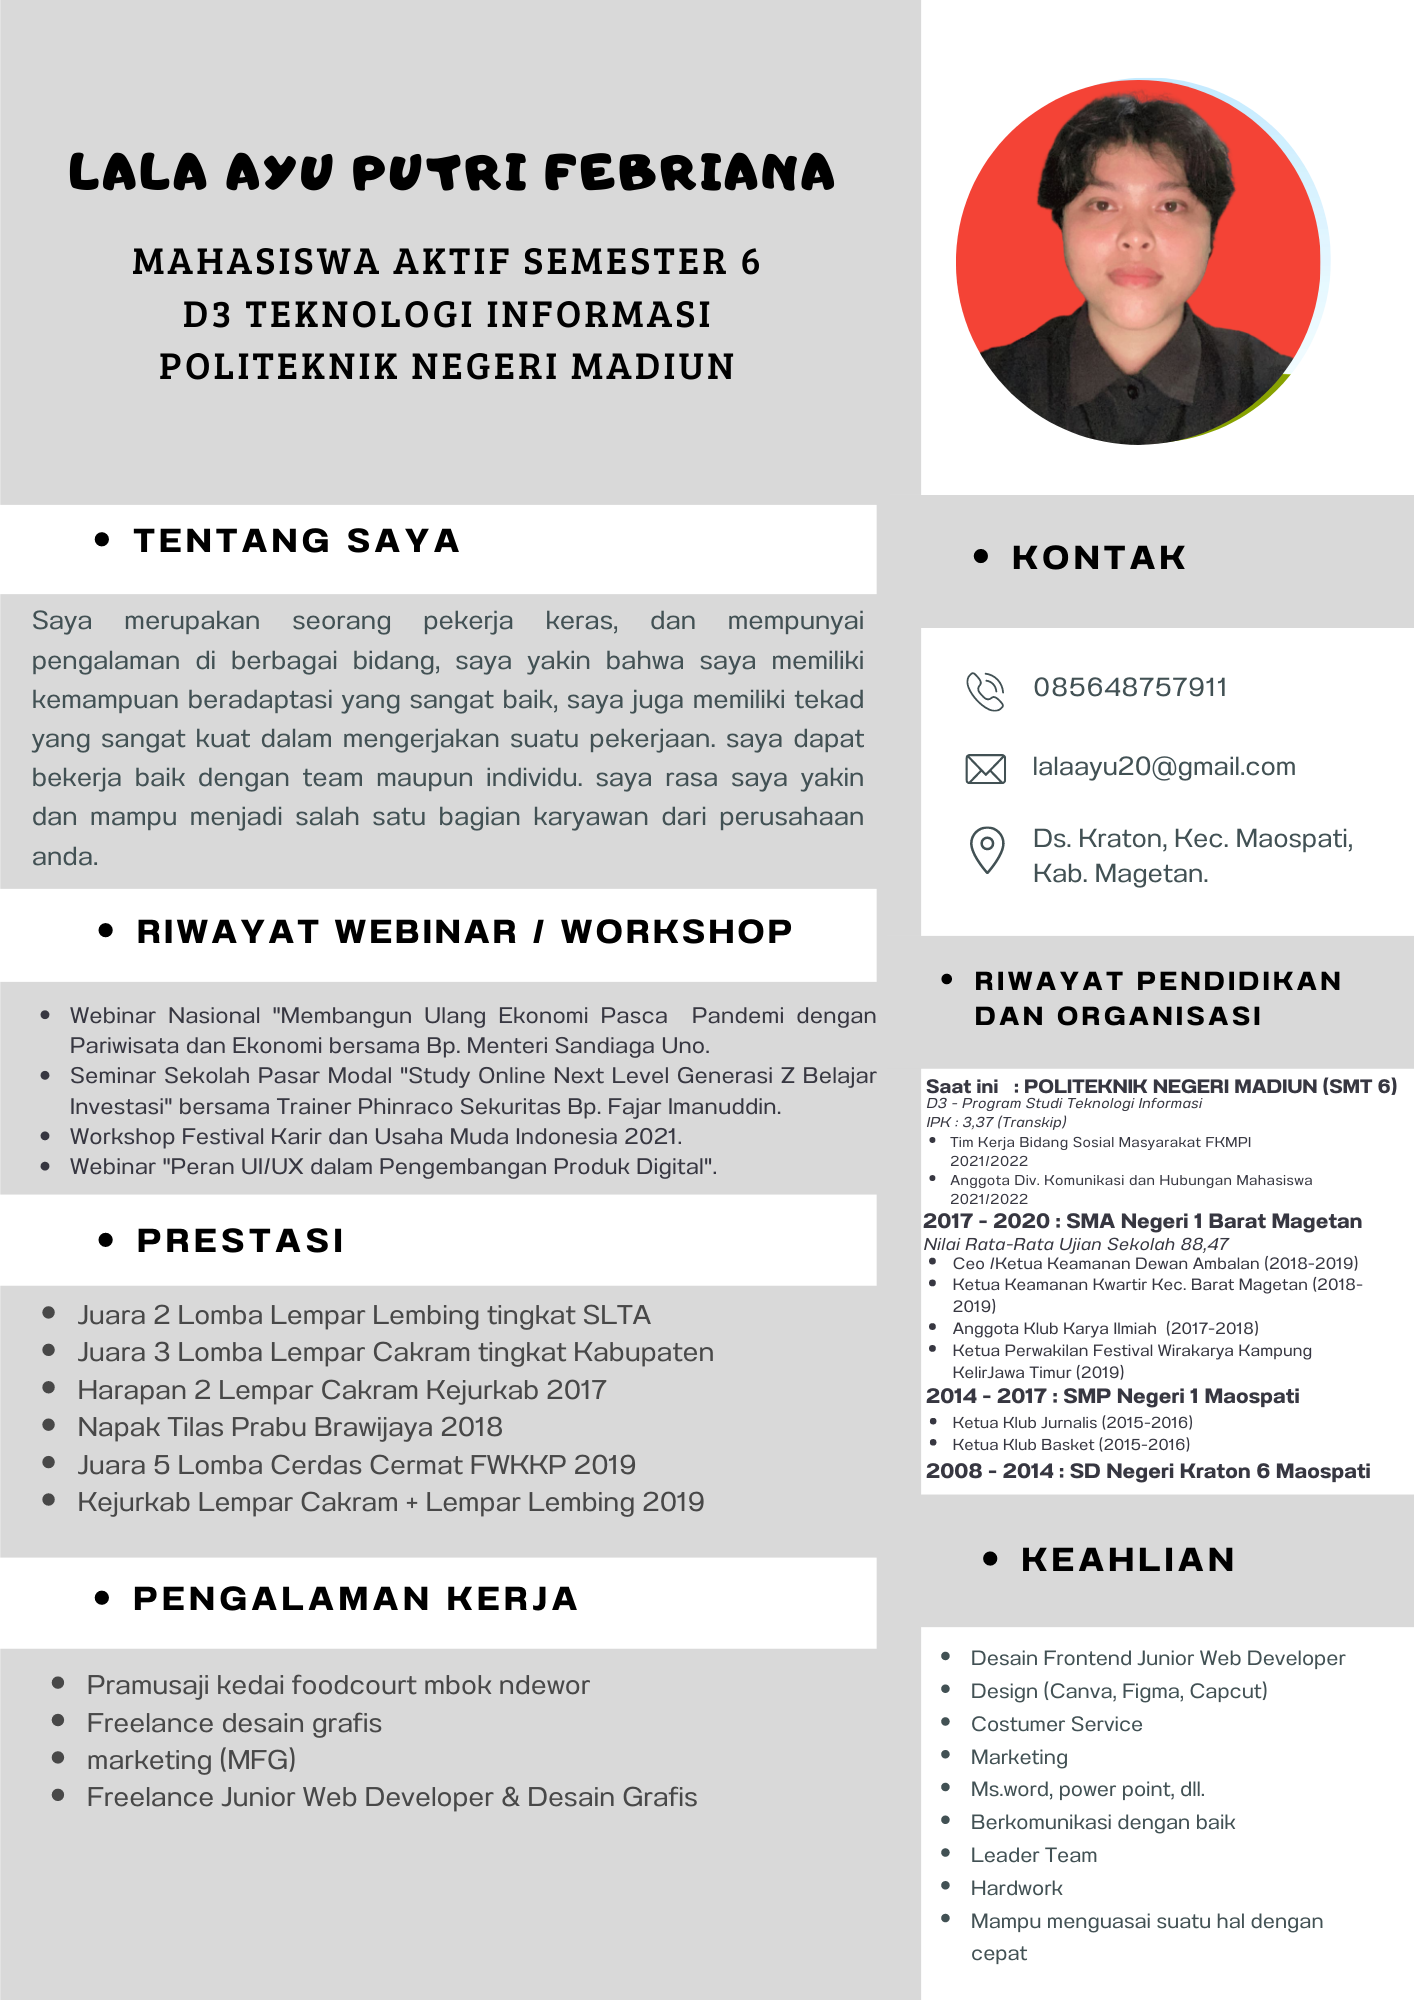 LALA AYU PUTRI FEBRIANA
MAHASISWA AKTIF SEMESTER 6
D3 TEKNOLOGI INFORMASI
POLITEKNIK NEGERI MADIUN
• TENTANG SAYA
Saya merupakan seorang pekerja keras, dan mempunyai
pengalaman di berbagai bidang, saya yakin bahwa saya memiliki
kemampuan beradaptasi yang sangat baik, saya juga memiliki tekad
yang sangat kuat dalam mengerjakan suatu pekerjaan. saya dapat
bekerja baik dengan team maupun individu. saya rasa saya yakin
dan mampu menjadi salah satu bagian karyawan dari perusahaan
anda.
• RIWAYAT WEBINAR / WORKSHOP
• Webinar Nasional "Membangun Ulang Ekonomi Pasca Pandemi dengan
Pariwisata dan Ekonomi bersama Bp. Menteri Sandiaga Uno.
• Seminar Sekolah Pasar Modal "Study Online Next Level Generasi Z Belajar
Investasi" bersama Trainer Phinraco Sekuritas Bp. Fajar Imanuddin.
• Workshop Festival Karir dan Usaha Muda Indonesia 2021.
• Webinar "Peran UI/UX dalam Pengembangan Produk Digital".
• PRESTASI
• Juara 2 Lomba Lempar Lembing tingkat SLTA
• Juara 3 Lomba Lempar Cakram tingkat Kabupaten
• Harapan 2 Lempar Cakram Kejurkab 2017
• Napak Tilas Prabu Brawijaya 2018
• Juara 5 Lomba Cerdas Cermat FWKKP 2019
• Kejurkab Lempar Cakram + Lempar Lembing 2019
• PENGALAMAN KERJA
• Pramusaji kedai foodcourt mbok ndewor
• Freelance desain grafis
• marketing (MFG)
• Freelance Junior Web Developer & Desain Grafis
• KONTAK
085648757911
lalaayu20@gmail.com
Ds. Kraton, Kec. Maospati,
Kab. Magetan.
• RIWAYAT PENDIDIKAN
DAN ORGANISASI
Saat ini : POLITEKNIK NEGERI MADIUN (SMT 6)
D3 - Program Studi Teknologi Informasi
IPK : 3,37 (Transkip)
• Tim Kerja Bidang Sosial Masyarakat FKMPI
2021/2022
• Anggota Div. Komunikasi dan Hubungan Mahasiswa
2021/2022
2017 - 2020 : SMA Negeri 1 Barat Magetan
Nilai Rata-Rata Ujian Sekolah 88,47
• Ceo /Ketua Keamanan Dewan Ambalan (2018-2019)
• Ketua Keamanan Kwartir Kec. Barat Magetan (2018-
2019)
• Anggota Klub Karya Ilmiah (2017-2018)
• Ketua Perwakilan Festival Wirakarya Kampung
KelirJawa Timur (2019)
2014 - 2017 : SMP Negeri 1 Maospati
• Ketua Klub Jurnalis (2015-2016)
• Ketua Klub Basket (2015-2016)
2008 - 2014 : SD Negeri Kraton 6 Maospati
• KEAHLIAN
• Desain Frontend Junior Web Developer
• Design (Canva, Figma, Capcut)
• Costumer Service
• Marketing
• Ms.word, power point, dll.
• Berkomunikasi dengan baik
• Leader Team
• Hardwork
• Mampu menguasai suatu hal dengan
cepat